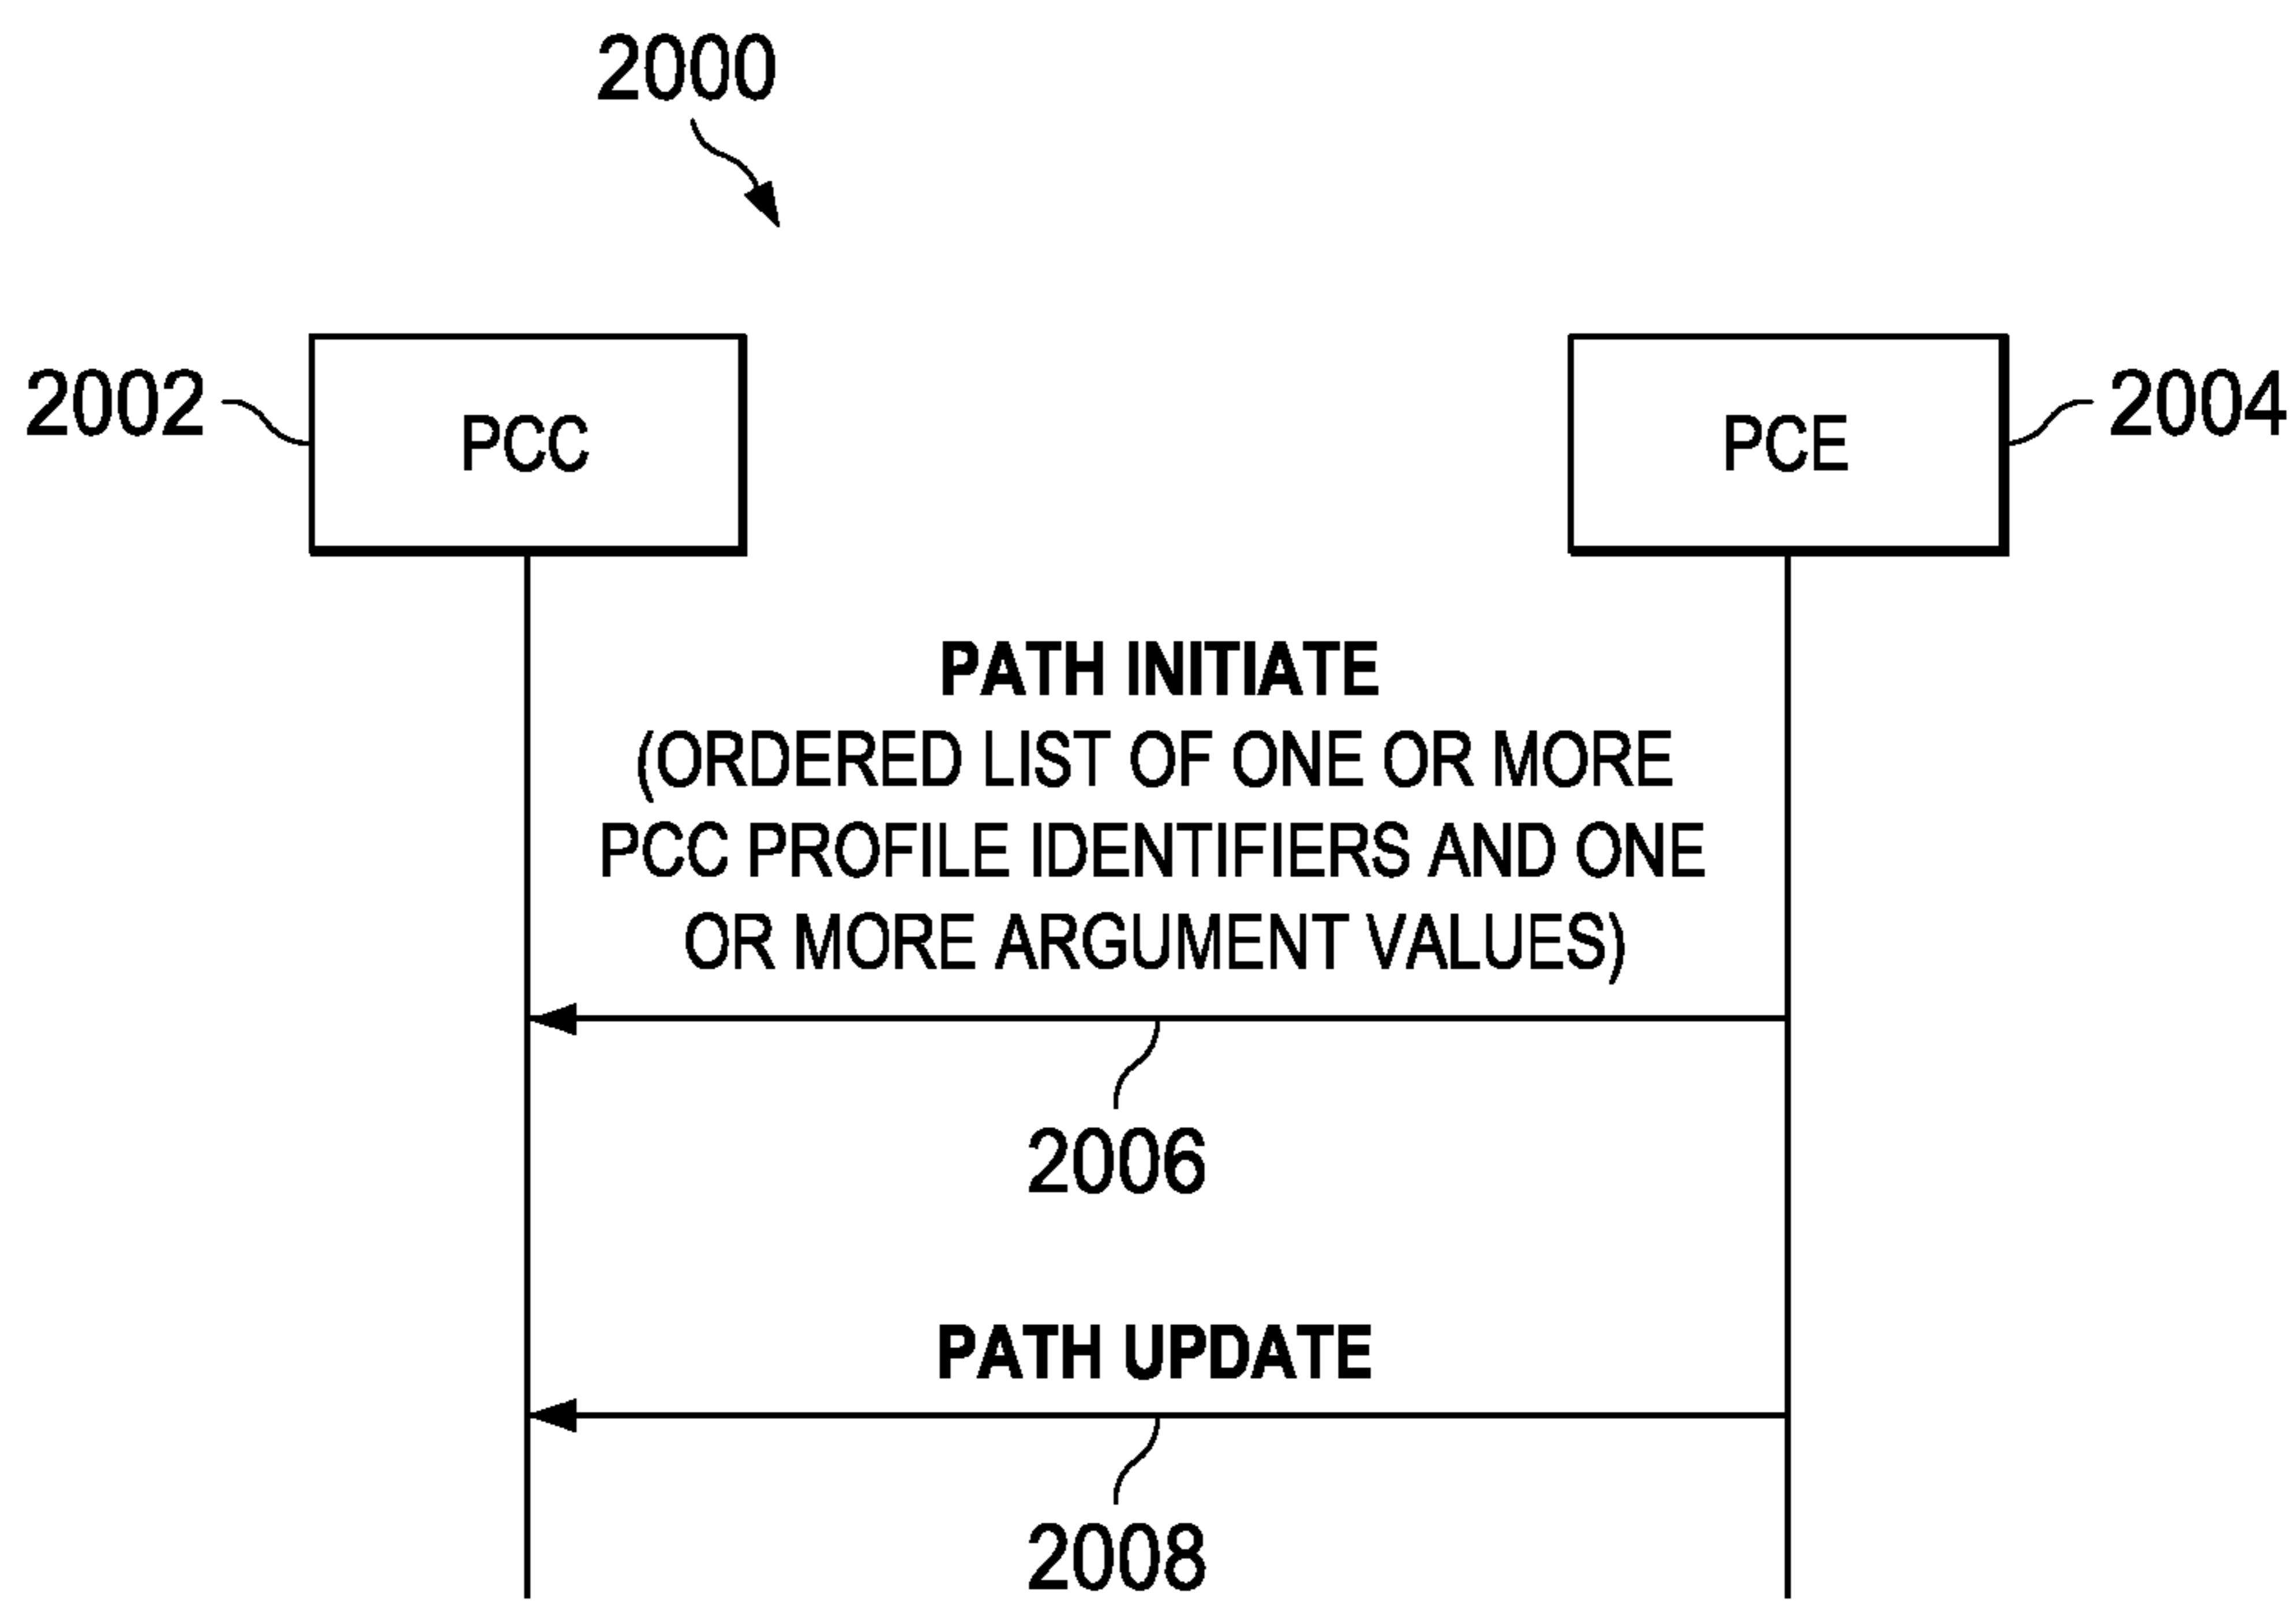 2000
2002
PCC
PCE
2004
PATH INITIATE
(ORDERED LIST OF ONE OR MORE
PCC PROFILE IDENTIFIERS AND ONE
OR MORE ARGUMENT VALUES)
2006
PATH UPDATE
2008